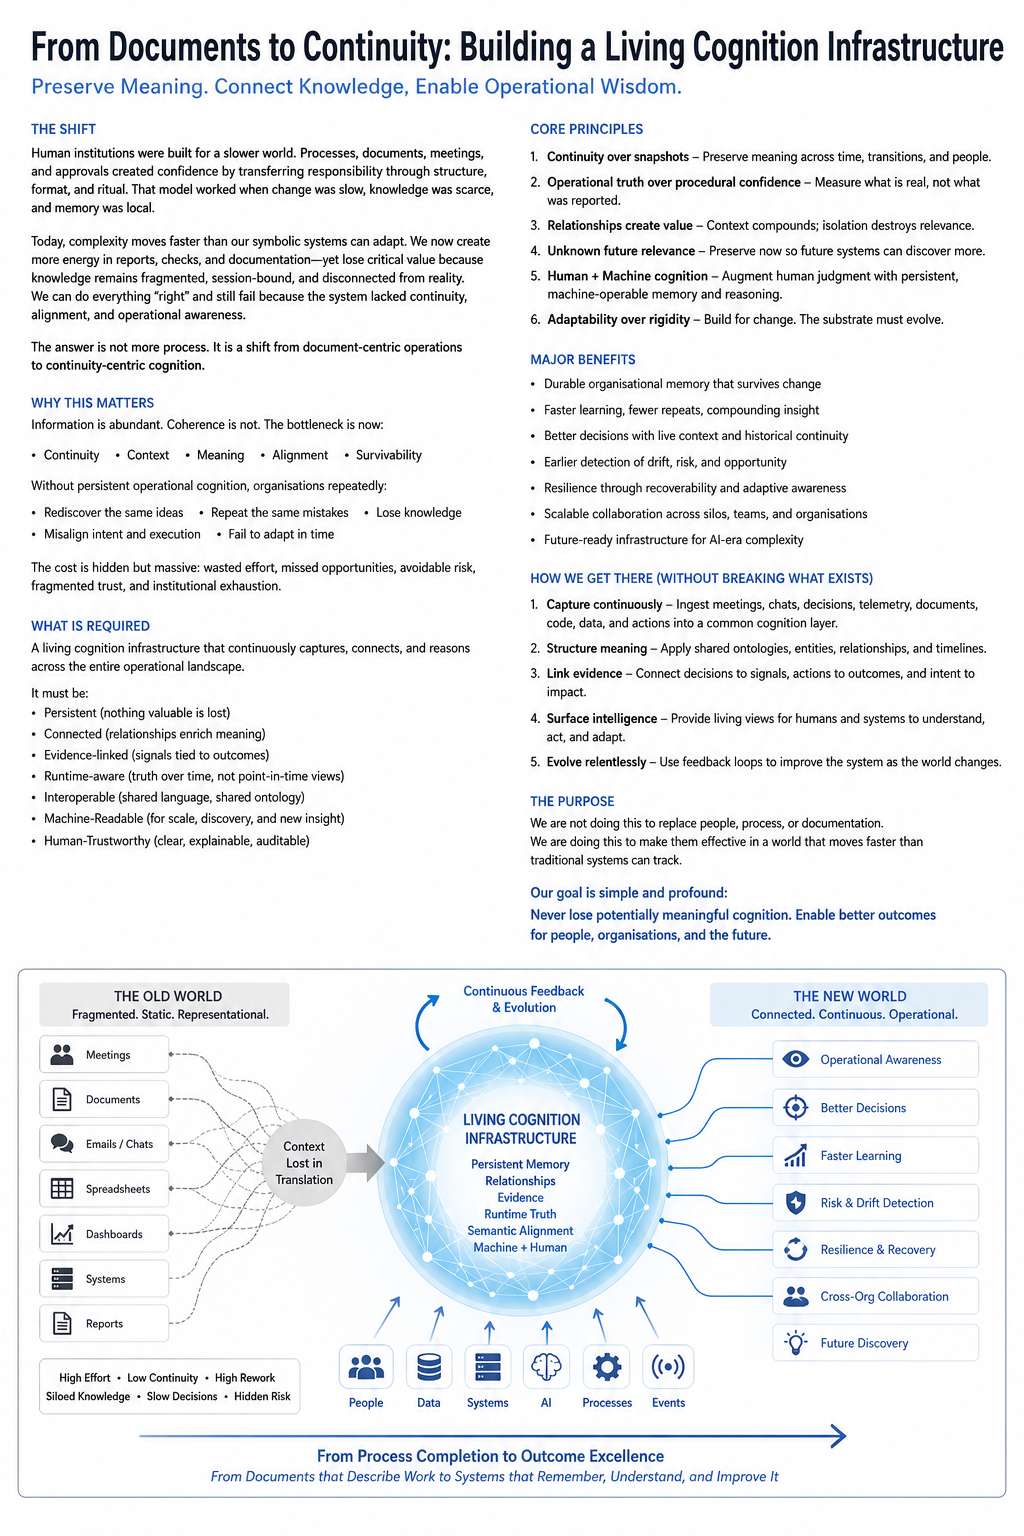 From Documents to Continuity: Building a Living Cognition Infrastructure
Preserve Meaning. Connect Knowledge, Enable Operational Wisdom.
THE SHIFT
Human institutions were built for a slower world. Processes, documents, meetings,
and approvals created confidence by transferring responsibility through structure,
format, and ritual. That model worked when change was slow, knowledge was scarce,
and memory was local.
Today, complexity moves faster than our symbolic systems can adapt. We now create
more energy in reports, checks, and documentation—yet lose critical value because
knowledge remains fragmented, session-bound, and disconnected from reality.
We can do everything “right” and still fail because the system lacked continuity,
alignment, and operational awareness.
The answer is not more process. It is a shift from document-centric operations
to continuity-centric cognition.
WHY THIS MATTERS
Information is abundant. Coherence is not. The bottleneck is now:
• Continuity • Context • Meaning • Alignment • Survivability
Without persistent operational cognition, organisations repeatedly:
• Rediscover the same ideas • Repeat the same mistakes • Lose knowledge
• Misalign intent and execution • Fail to adapt in time
The cost is hidden but massive: wasted effort, missed opportunities, avoidable risk,
fragmented trust, and institutional exhaustion.
WHAT IS REQUIRED
A living cognition infrastructure that continuously captures, connects, and reasons
across the entire operational landscape.
It must be:
• Persistent (nothing valuable is lost)
• Connected (relationships enrich meaning)
• Evidence-linked (signals tied to outcomes)
• Runtime-aware (truth over time, not point-in-time views)
• Interoperable (shared language, shared ontology)
• Machine-Readable (for scale, discovery, and new insight)
• Human-Trustworthy (clear, explainable, auditable)
CORE PRINCIPLES
1. Continuity over snapshots – Preserve meaning across time, transitions, and people.
2. Operational truth over procedural confidence – Measure what is real, not what
was reported.
3. Relationships create value – Context compounds; isolation destroys relevance.
4. Unknown future relevance – Preserve now so future systems can discover more.
5. Human + Machine cognition – Augment human judgment with persistent,
machine-operable memory and reasoning.
6. Adaptability over rigidity – Build for change. The substrate must evolve.
MAJOR BENEFITS
• Durable organisational memory that survives change
• Faster learning, fewer repeats, compounding insight
• Better decisions with live context and historical continuity
• Earlier detection of drift, risk, and opportunity
• Resilience through recoverability and adaptive awareness
• Scalable collaboration across silos, teams, and organisations
• Future-ready infrastructure for AI-era complexity
HOW WE GET THERE (WITHOUT BREAKING WHAT EXISTS)
1. Capture continuously – Ingest meetings, chats, decisions, telemetry, documents,
code, data, and actions into a common cognition layer.
2. Structure meaning – Apply shared ontologies, entities, relationships, and timelines.
3. Link evidence – Connect decisions to signals, actions to outcomes, and intent to
impact.
4. Surface intelligence – Provide living views for humans and systems to understand,
act, and adapt.
5. Evolve relentlessly – Use feedback loops to improve the system as the world changes.
THE PURPOSE
We are not doing this to replace people, process, or documentation.
We are doing this to make them effective in a world that moves faster than
traditional systems can track.
Our goal is simple and profound:
Never lose potentially meaningful cognition. Enable better outcomes
for people, organisations, and the future.
THE OLD WORLD
Fragmented. Static. Representational.
Meetings
Documents
Emails / Chats
Spreadsheets
Dashboards
Systems
Reports
High Effort • Low Continuity • High Rework
Siloed Knowledge • Slow Decisions • Hidden Risk
Context
Lost in
Translation
Continuous Feedback
& Evolution
LIVING COGNITION
INFRASTRUCTURE
Persistent Memory
Relationships
Evidence
Runtime Truth
Semantic Alignment
Machine + Human
People
Data
Systems
AI
Processes
Events
THE NEW WORLD
Connected. Continuous. Operational.
Operational Awareness
Better Decisions
Faster Learning
Risk & Drift Detection
Resilience & Recovery
Cross-Org Collaboration
Future Discovery
From Process Completion to Outcome Excellence
From Documents that Describe Work to Systems that Remember, Understand, and Improve It